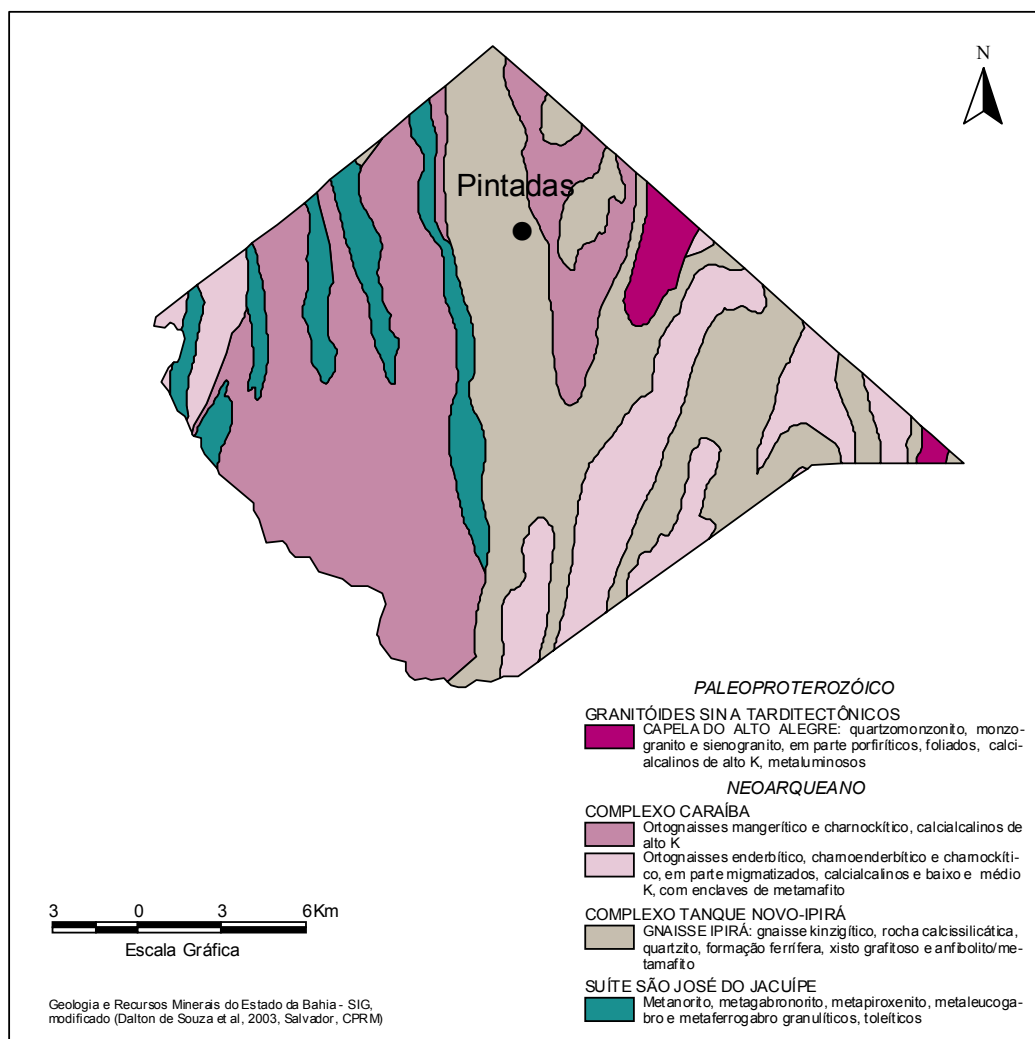 N
Pintadas
PALEOPROTEROZÓICO
GRANITÓIDES SIN A TARDITECTÔNICOS
CAPELA DO ALTO ALEGRE: quartzomonzonito, monzo-
granito e sienogranito, em parte porfiríticos, foliados, calci-
alcalinos de alto K, metaluminosos
NEOARQUEANO
COMPLEXO CARAÍBA
Ortognaisses mangerítico e charnockítico, calcialcalinos de
alto K
Ortognaisses enderbítico, charnoenderbítico e charnockíti-
co, em parte migmatizados, calcialcalinos e baixo e médio
K, com enclaves de metamafito
COMPLEXO TANQUE NOVO-IPIRÁ
GNAISSE IPIRÁ: gnaisse kinzigítico, rocha calcissilicática,
quartzito, formação ferrífera, xisto grafitoso e anfibolito/me-
tamafito
SUÍTE SÃO JOSÉ DO JACUÍPE
Metanorito, metagabronorito, metapiroxenito, metaleucoga-
bro e metaferrogabro granulíticos, toleíticos
3 0 3 6Km
Escala Gráfica
Geologia e Recursos Minerais do Estado da Bahia - SIG,
modificado (Dalton de Souza et al, 2003, Salvador, CPRM)